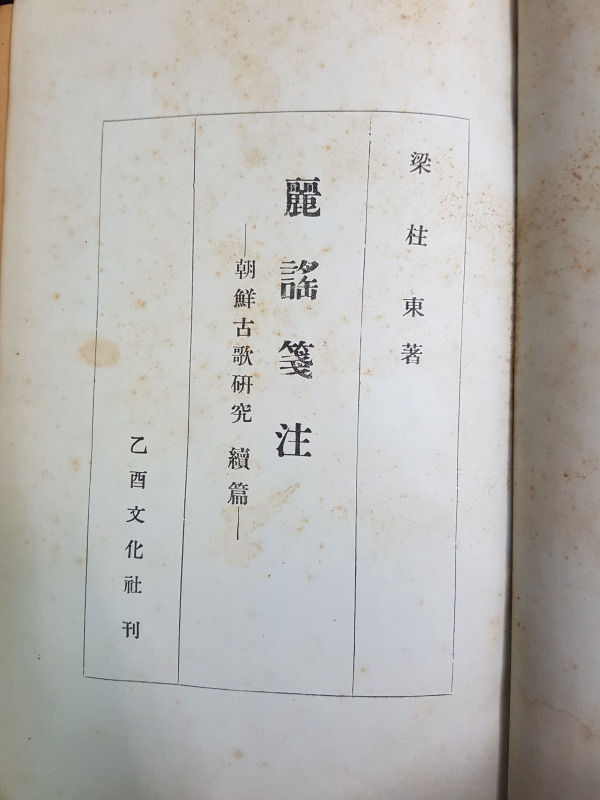 梁柱東著
麗謠箋注
—朝鮮古歌硏究 續篇—
乙酉文化社刊